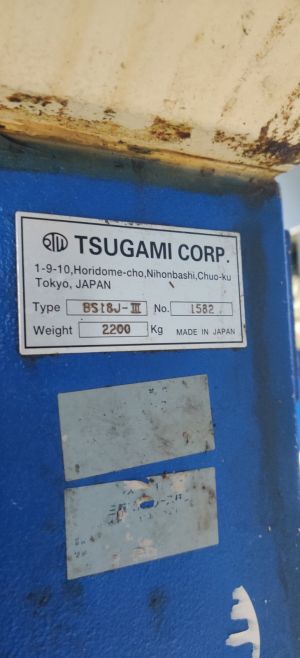 TSUGAMI CORP.
1-9-10,Horidome-cho,Nihonbashi,Chuo-ku
Tokyo, JAPAN
Type BS18J-III No. 1582
Weight 2200 Kg MADE IN JAPAN